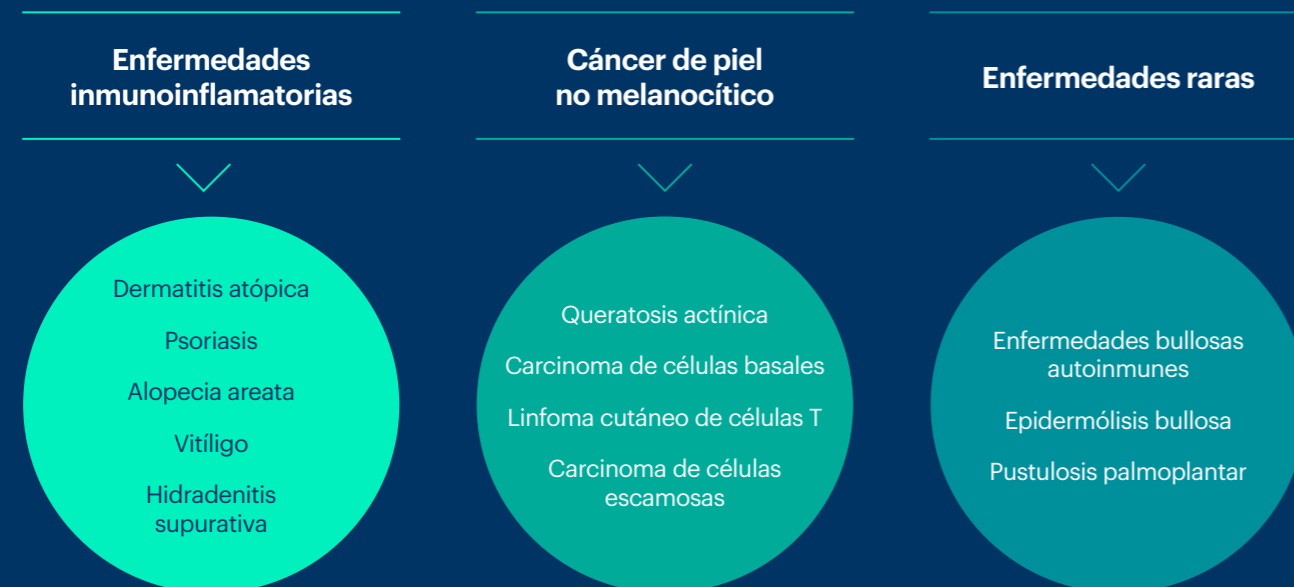 Enfermedades
inmunoinflamatorias
Dermatitis atópica
Psoriasis
Alopecia areata
Vitíligo
Hidradenitis
supurativa
Cáncer de piel
no melanocítico
Queratosis actínica
Carcinoma de células basales
Linfoma cutáneo de células T
Carcinoma de células
escamosas
Enfermedades raras
Enfermedades bullosas
autoinmunes
Epidermólisis bullosa
Pustulosis palmoplantar